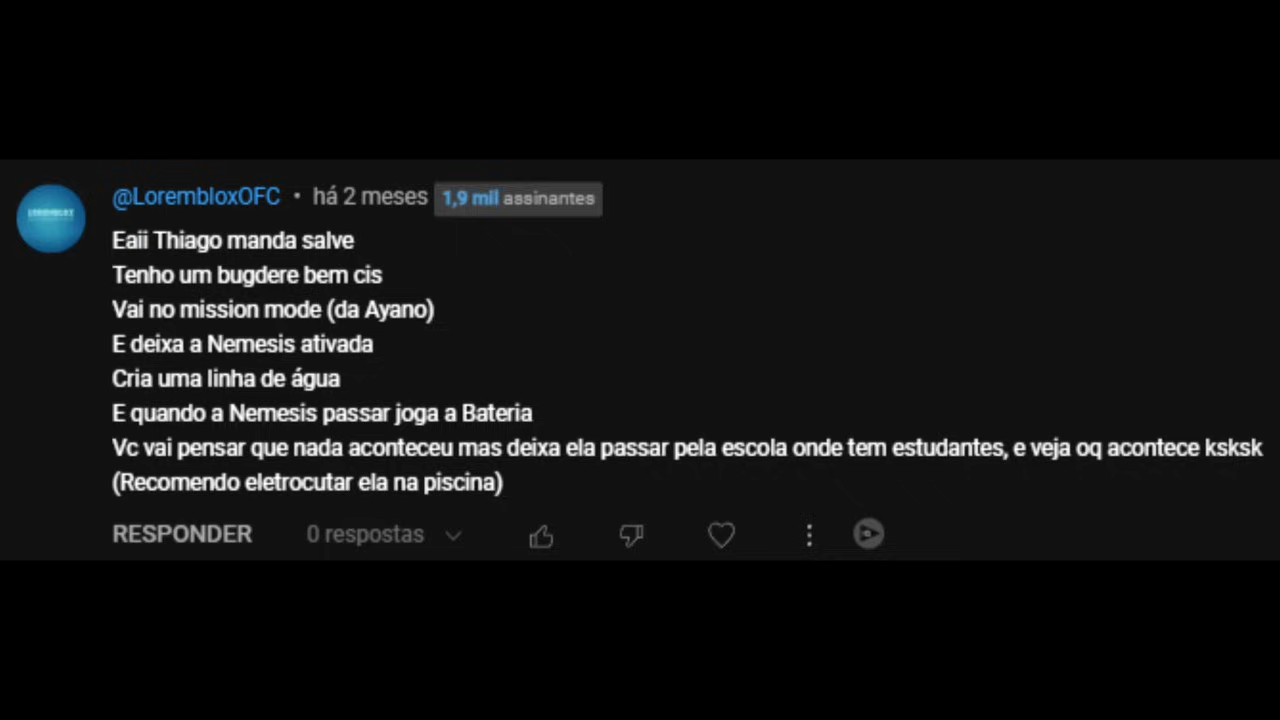 @LorembloxOFC • há 2 meses 1,9 mil assinantes
Eaii Thiago manda salve
Tenho um bugdere bem cis
Vai no mission mode (da Ayano)
E deixa a Nemesis ativada
Cria uma linha de água
E quando a Nemesis passar joga a Bateria
Vc vai pensar que nada aconteceu mas deixa ela passar pela escola onde tem estudantes, e veja oq acontece ksksk
(Recomendo eletrocutar ela na piscina)
RESPONDER 0 respostas